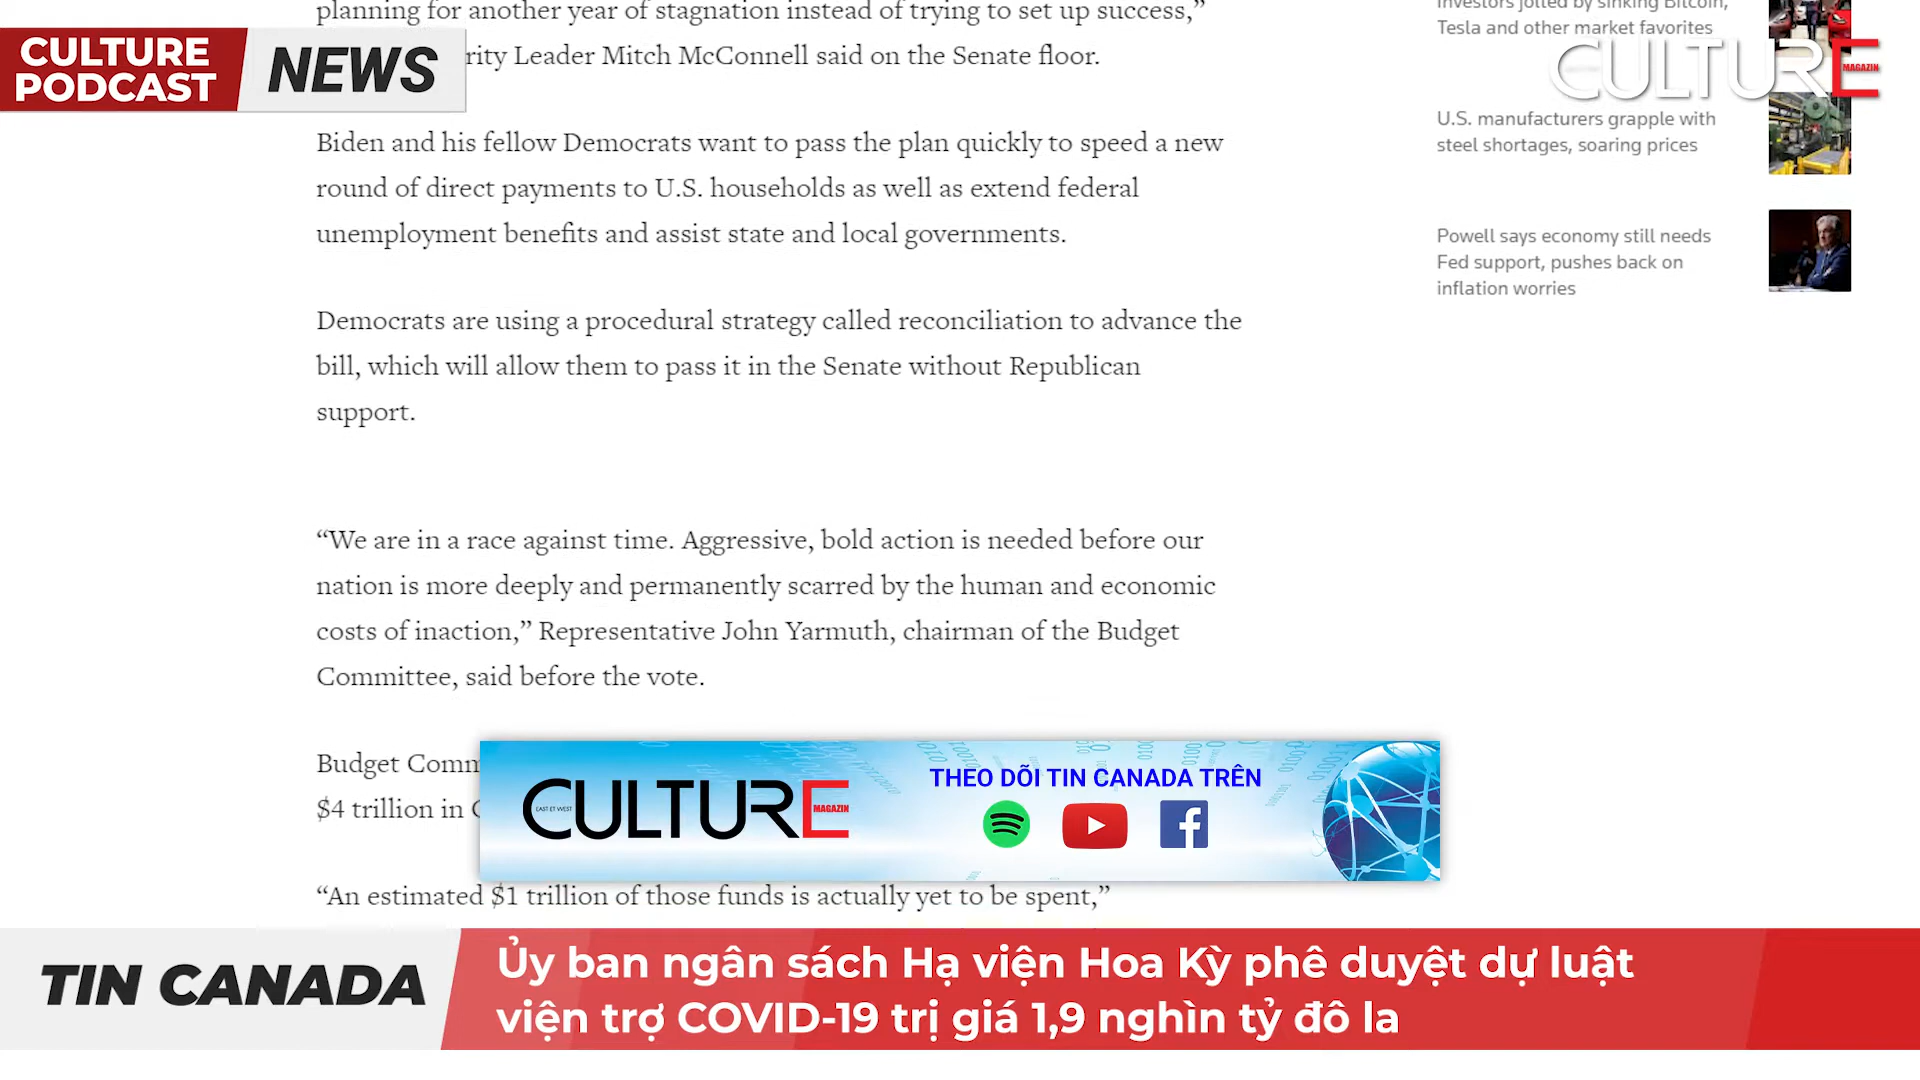 planning for another year of stagnation instead of trying to set up success,”
rity Leader Mitch McConnell said on the Senate floor.
CULTURE
PODCAST
NEWS
Biden and his fellow Democrats want to pass the plan quickly to speed a new
round of direct payments to U.S. households as well as extend federal
unemployment benefits and assist state and local governments.
Democrats are using a procedural strategy called reconciliation to advance the
bill, which will allow them to pass it in the Senate without Republican
support.
“We are in a race against time. Aggressive, bold action is needed before our
nation is more deeply and permanently scarred by the human and economic
costs of inaction,” Representative John Yarmuth, chairman of the Budget
Committee, said before the vote.
Budget Comm
$4 trillion in C
“An estimated $1 trillion of those funds is actually yet to be spent,”
Investors jolted by sinking Bitcoin,
Tesla and other market favorites
CULTURE
MAGAZIN
U.S. manufacturers grapple with
steel shortages, soaring prices
Powell says economy still needs
Fed support, pushes back on
inflation worries
CULTURE
EAST ET WEST
MAGAZIN
THEO DÕI TIN CANADA TRÊN
TIN CANADA
Ủy ban ngân sách Hạ viện Hoa Kỳ phê duyệt dự luật
viện trợ COVID-19 trị giá 1,9 nghìn tỷ đô la